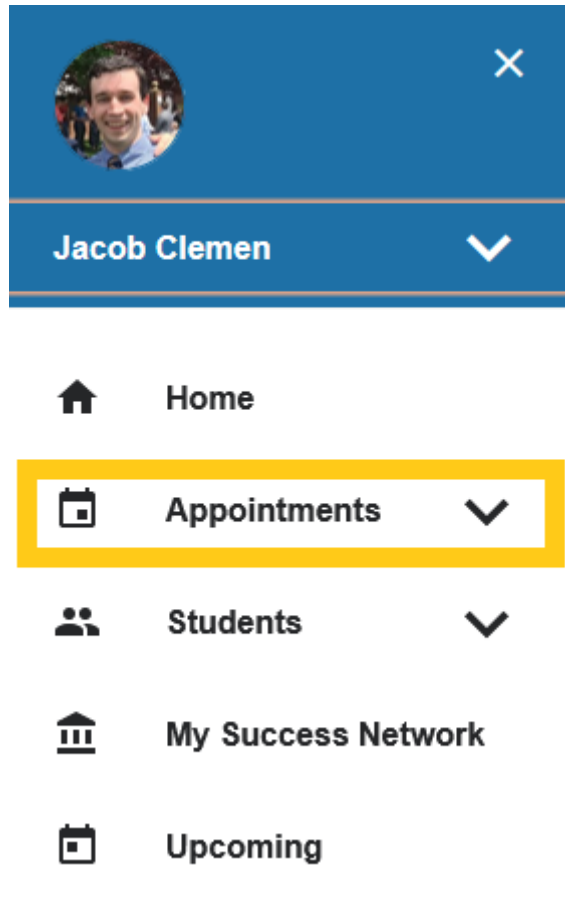 Jacob Clemen
Home
Appointments
Students
My Success Network
Upcoming